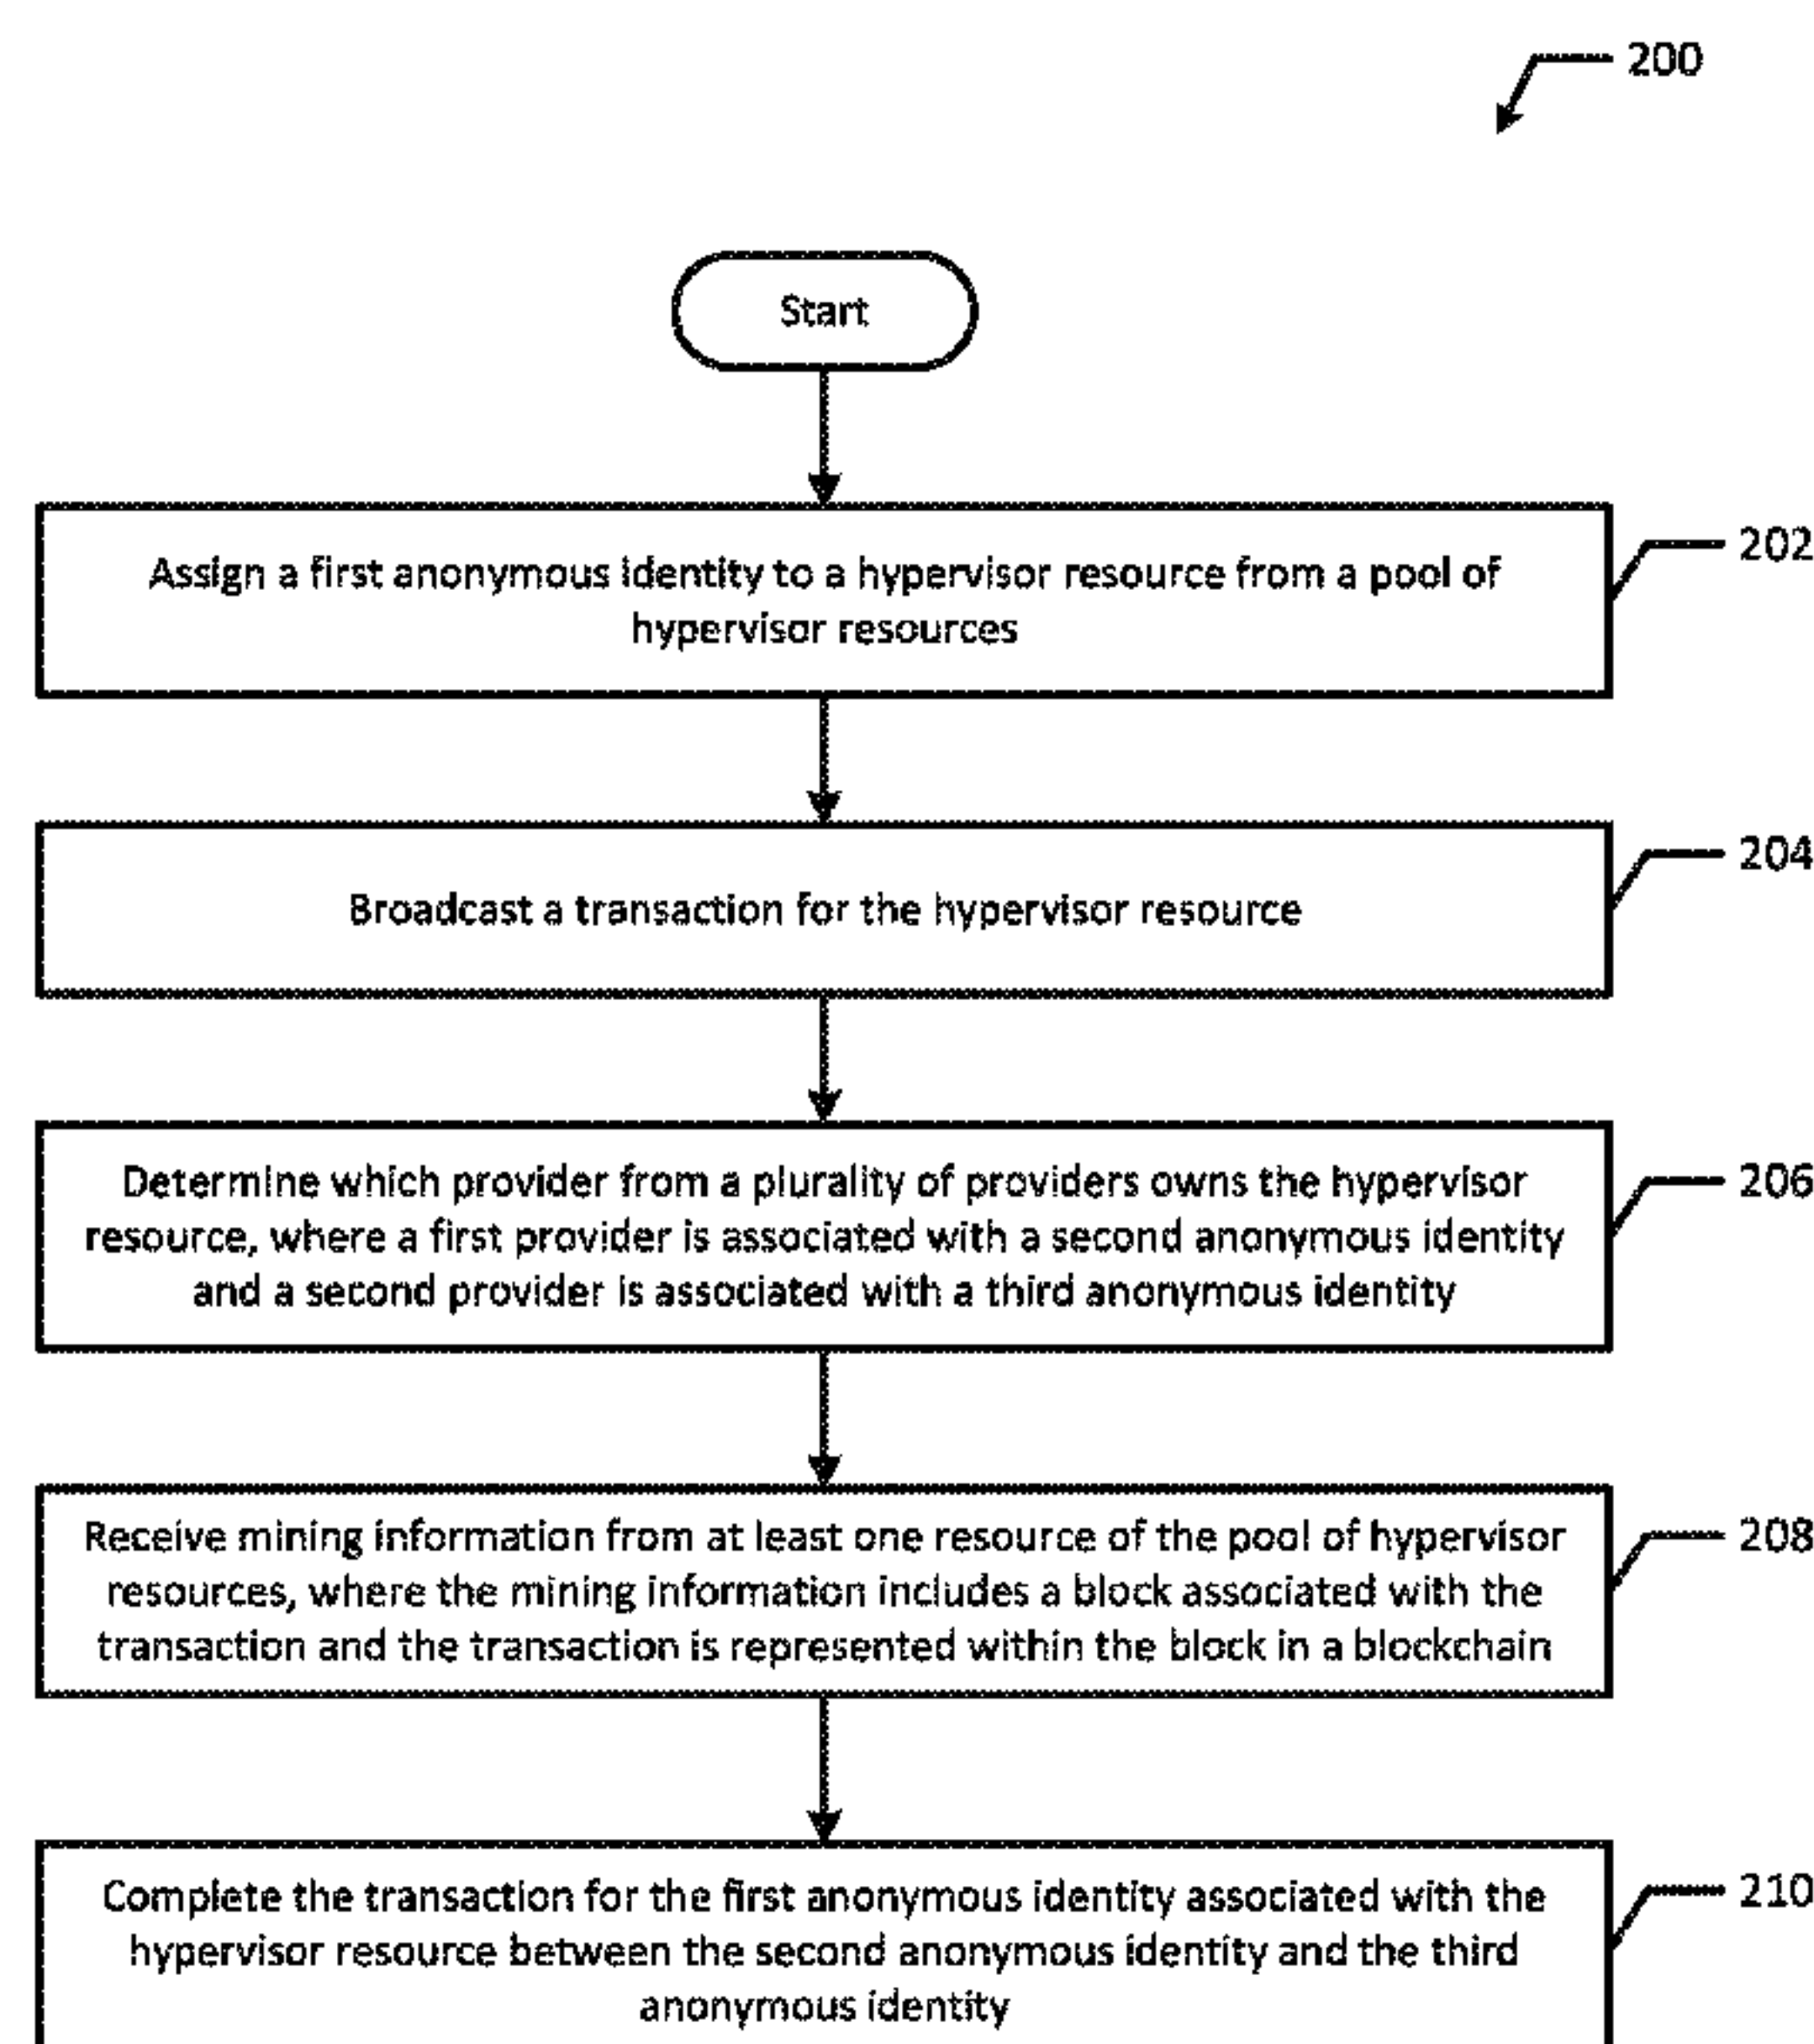 200
Start
Assign a first anonymous identity to a hypervisor resource from a pool of
hypervisor resources
202
Broadcast a transaction for the hypervisor resource
204
Determine which provider from a plurality of providers owns the hypervisor
resource, where a first provider is associated with a second anonymous identity
and a second provider is associated with a third anonymous identity
206
Receive mining information from at least one resource of the pool of hypervisor
resources, where the mining information includes a block associated with the
transaction and the transaction is represented within the block in a blockchain
208
Complete the transaction for the first anonymous identity associated with the
hypervisor resource between the second anonymous identity and the third
anonymous identity
210